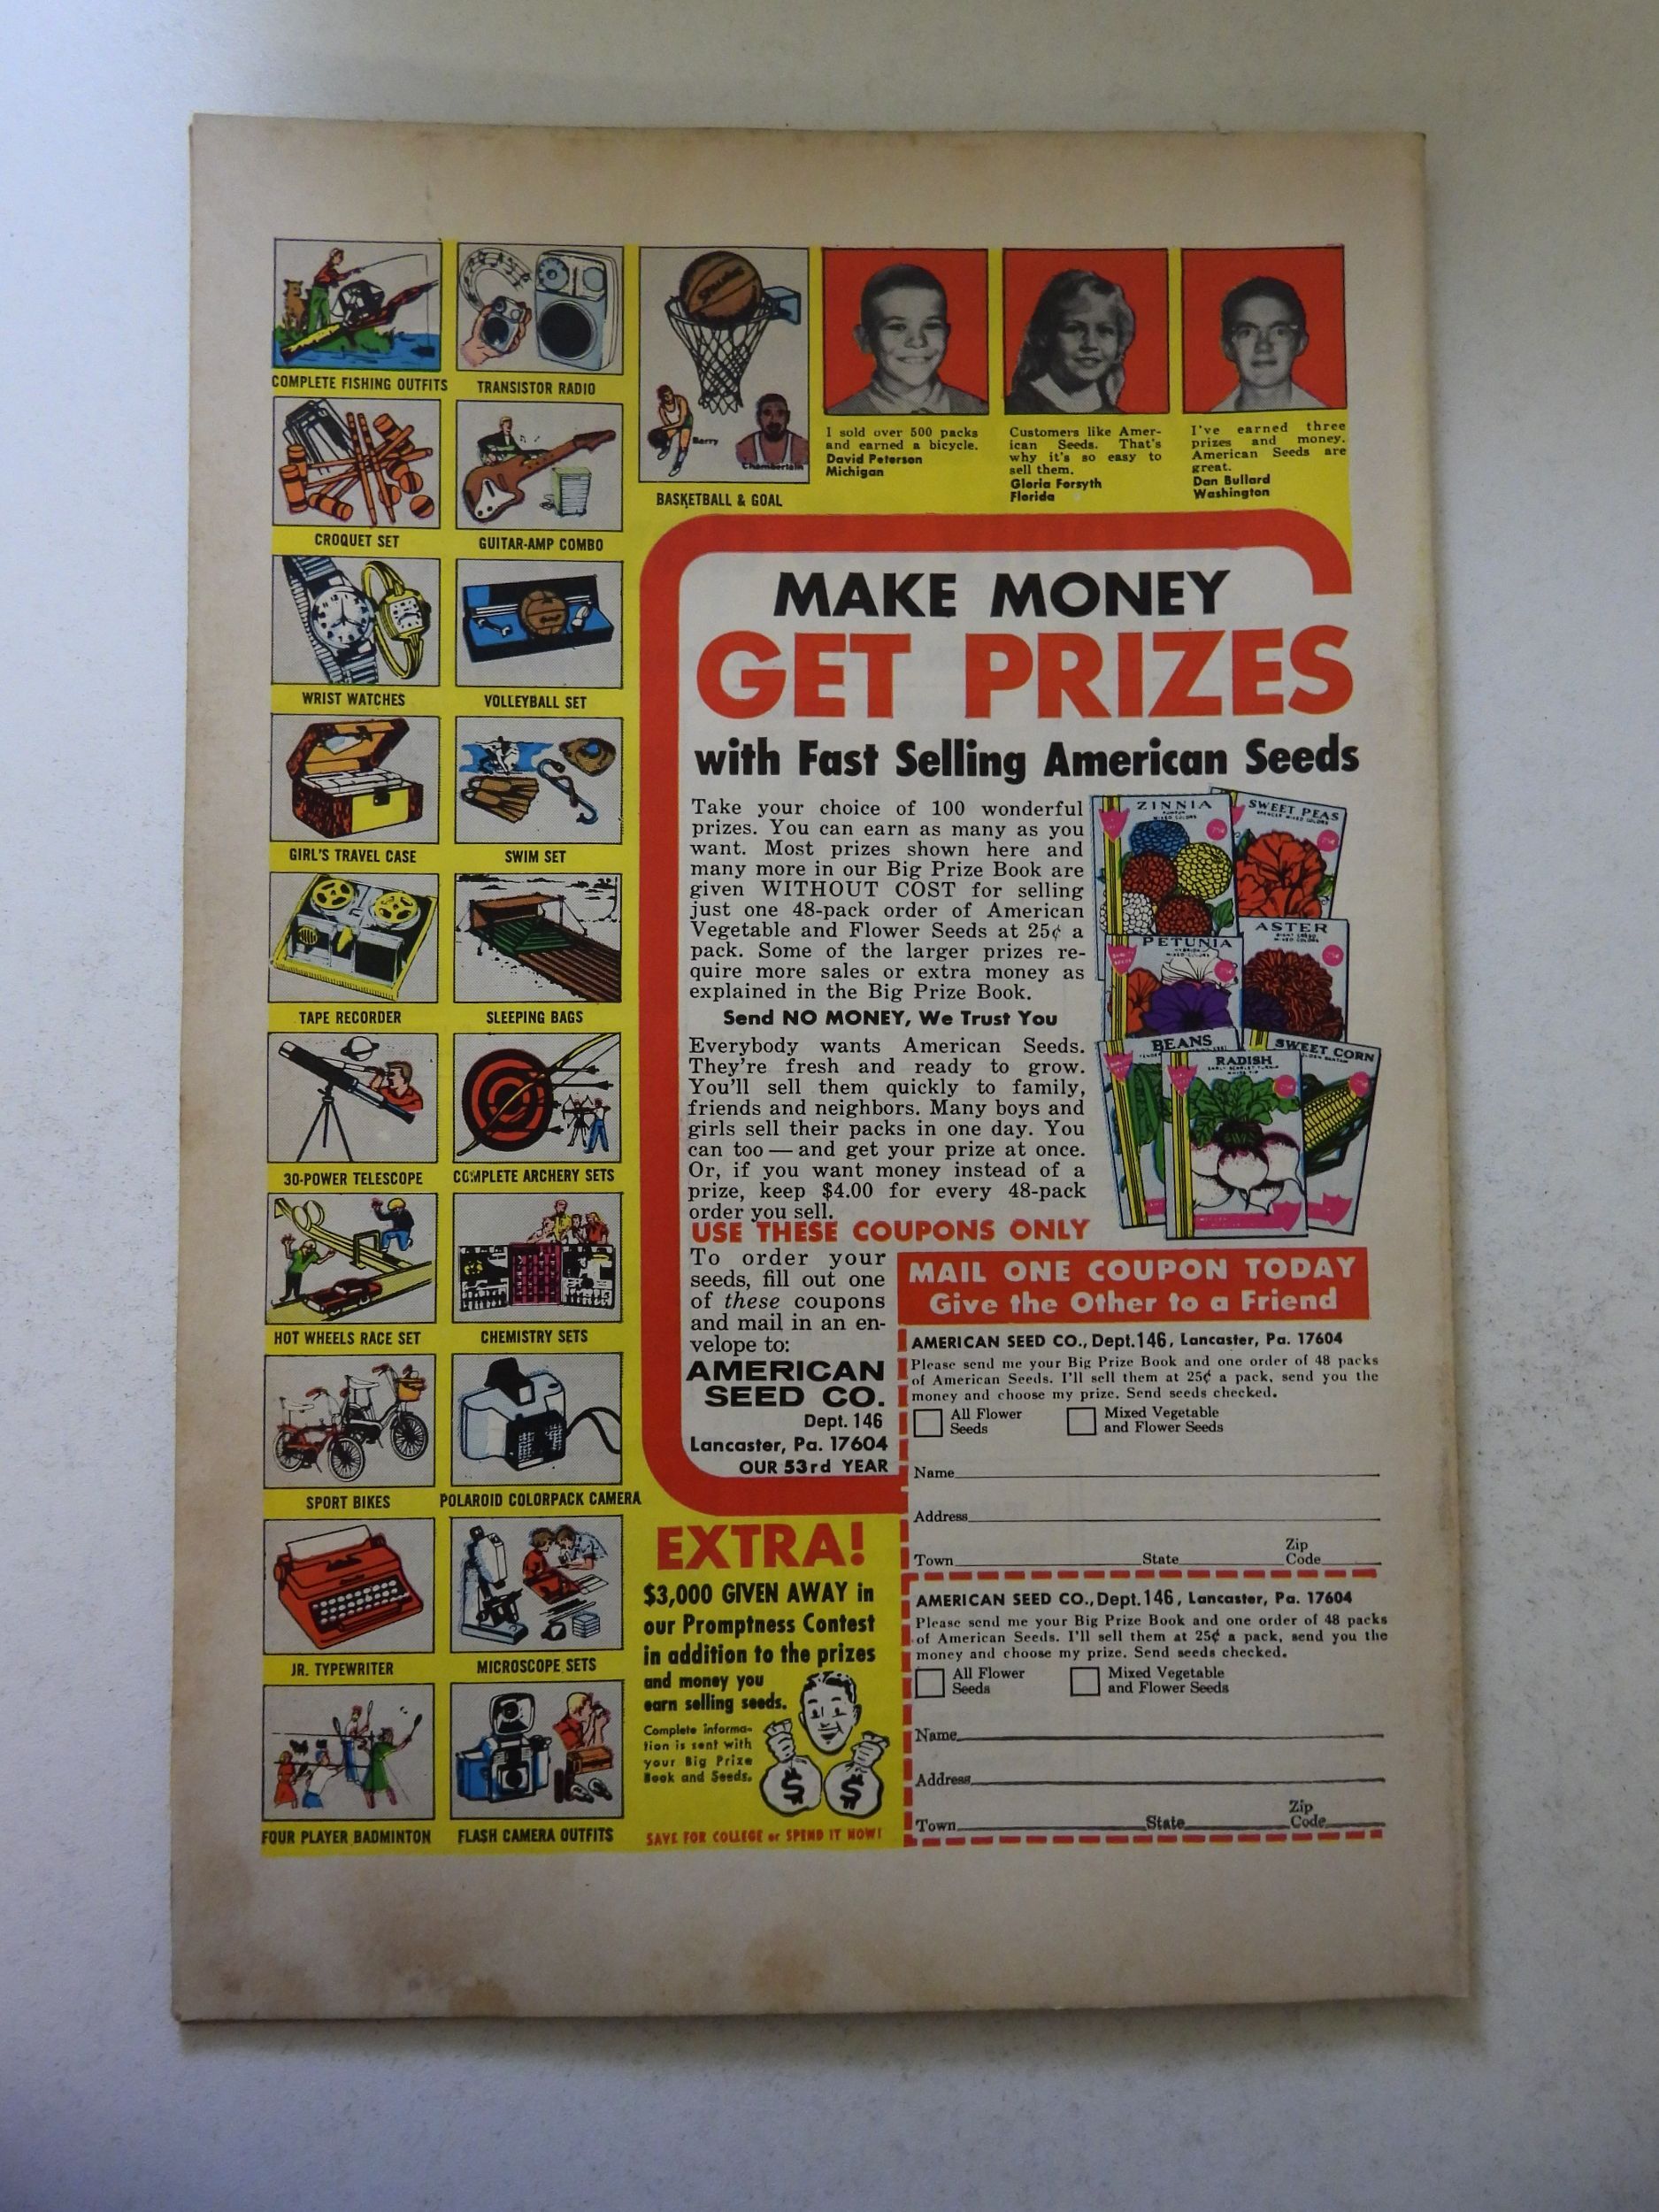 COMPLETE FISHING OUTFITS
TRANSISTOR RADIO
CROQUET SET
GUITAR-AMP COMBO
WRIST WATCHES
VOLLEYBALL SET
GIRL'S TRAVEL CASE
SWIM SET
TAPE RECORDER
SLEEPING BAGS
30-POWER TELESCOPE
COMPLETE ARCHERY SETS
HOT WHEELS RACE SET
CHEMISTRY SETS
SPORT BIKES
POLAROID COLORPACK CAMERA
JR. TYPEWRITER
MICROSCOPE SETS
FOUR PLAYER BADMINTON
FLASH CAMERA OUTFITS
SPALDING
Barry
Chamberlain
BASKETBALL & GOAL
I sold over 500 packs
and earned a bicycle.
David Peterson
Michigan
Customers like Amer-
ican Seeds. That's
why it's so easy to
sell them.
Gloria Forsyth
Florida
I've earned three
prizes and money.
American Seeds are
great.
Dan Bullard
Washington
MAKE MONEY
GET PRIZES
with Fast Selling American Seeds
Take your choice of 100 wonderful
prizes. You can earn as many as you
want. Most prizes shown here and
many more in our Big Prize Book are
given WITHOUT COST for selling
just one 48-pack order of American
Vegetable and Flower Seeds at 25¢ a
pack. Some of the larger prizes re-
quire more sales or extra money as
explained in the Big Prize Book.
Send NO MONEY, We Trust You
Everybody wants American Seeds.
They're fresh and ready to grow.
You'll sell them quickly to family,
friends and neighbors. Many boys and
girls sell their packs in one day. You
can too — and get your prize at once.
Or, if you want money instead of a
prize, keep $4.00 for every 48-pack
order you sell.
ZINNIA
MIXED COLORS
SWEET PEAS
SPENCER MIXED COLORS
PETUNIA
MIXED COLORS
ASTER
MIXED COLORS
BEANS
RADISH
SWEET CORN
USE THESE COUPONS ONLY
To order your
seeds, fill out one
of these coupons
and mail in an en-
velope to:
AMERICAN
SEED CO.
Dept. 146
Lancaster, Pa. 17604
OUR 53rd YEAR
MAIL ONE COUPON TODAY
Give the Other to a Friend
AMERICAN SEED CO., Dept. 146, Lancaster, Pa. 17604
Please send me your Big Prize Book and one order of 48 packs
of American Seeds. I'll sell them at 25¢ a pack, send you the
money and choose my prize. Send seeds checked.
All Flower
Seeds
Mixed Vegetable
and Flower Seeds
Name
Address
Town State Zip Code
AMERICAN SEED CO., Dept. 146, Lancaster, Pa. 17604
Please send me your Big Prize Book and one order of 48 packs
of American Seeds. I'll sell them at 25¢ a pack, send you the
money and choose my prize. Send seeds checked.
All Flower
Seeds
Mixed Vegetable
and Flower Seeds
Name
Address
Town State Zip Code
EXTRA!
$3,000 GIVEN AWAY in
our Promptness Contest
in addition to the prizes
and money you
earn selling seeds.
Complete informa-
tion is sent with
your Big Prize
Book and Seeds.
$ $
SAVE FOR COLLEGE or SPEND IT NOW!